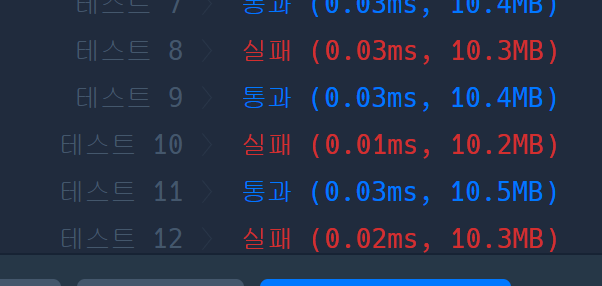 테스트 7 〉 통과 (0.03ms, 10.4MB)
테스트 8 〉 실패 (0.03ms, 10.3MB)
테스트 9 〉 통과 (0.03ms, 10.4MB)
테스트 10 〉 실패 (0.01ms, 10.2MB)
테스트 11 〉 통과 (0.03ms, 10.5MB)
테스트 12 〉 실패 (0.02ms, 10.3MB)